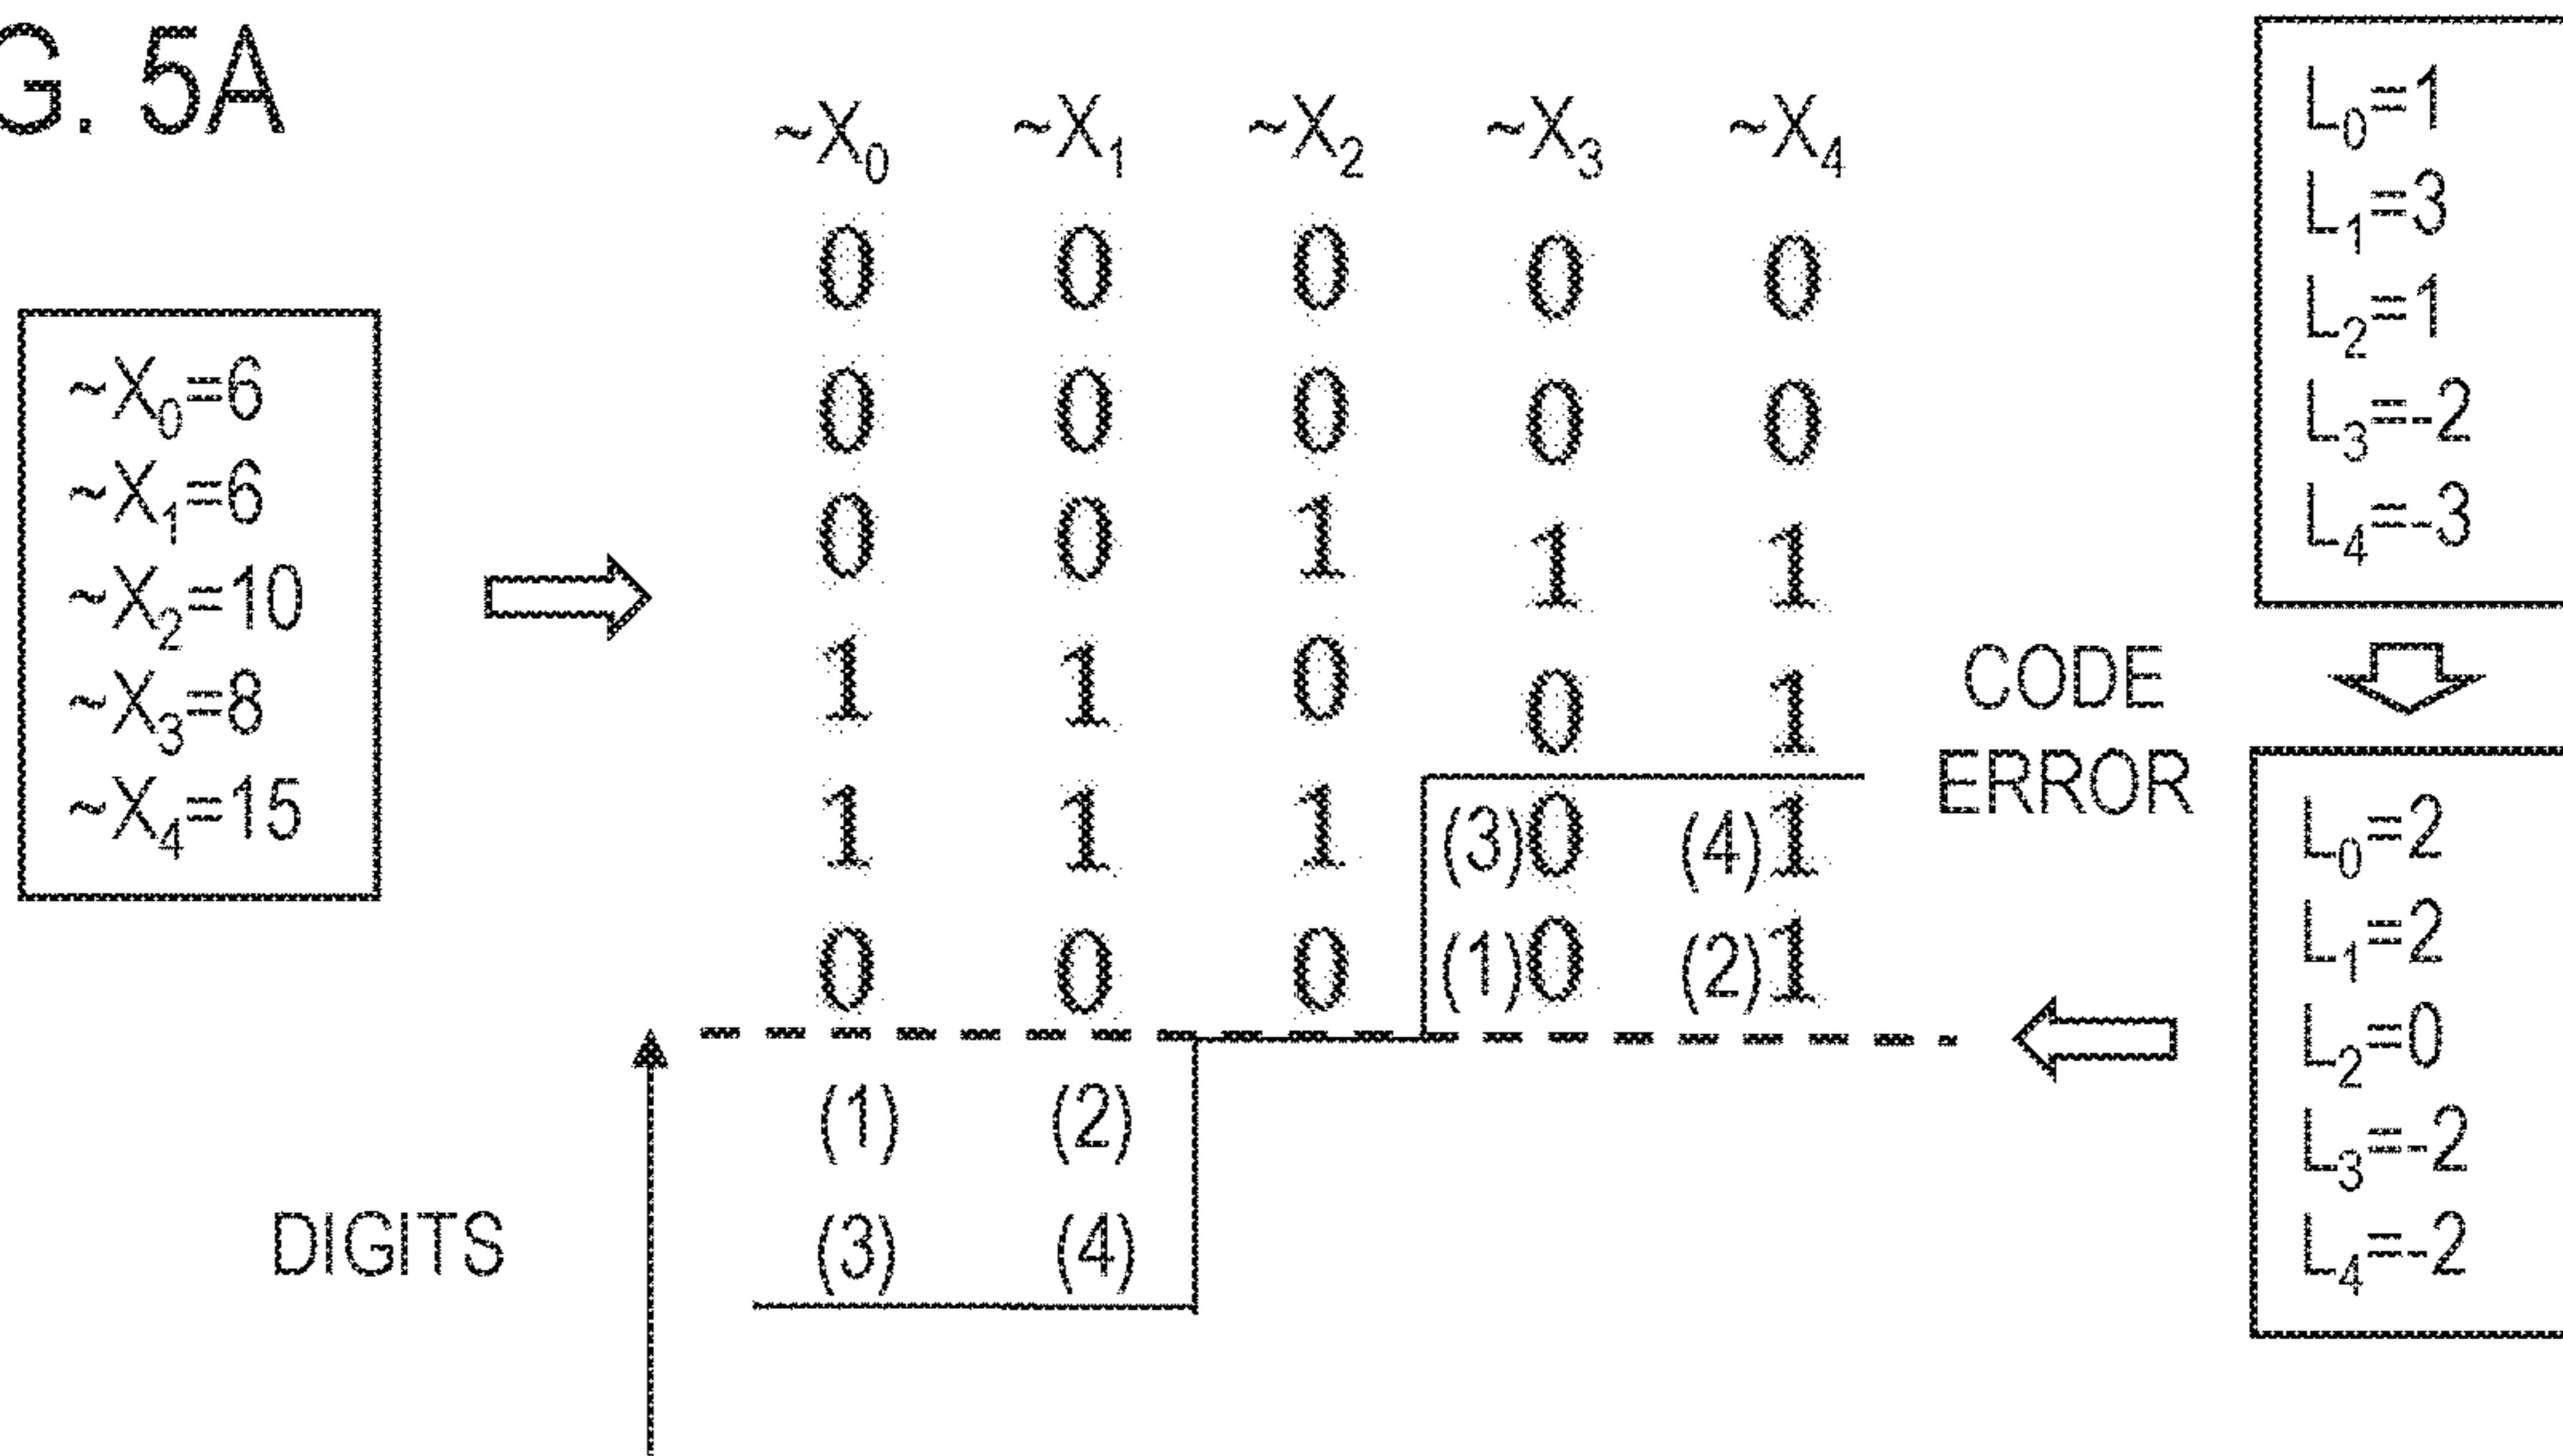 G. 5A
~X₀ ~X₁ ~X₂ ~X₃ ~X₄
0 0 0 0 0
0 0 0 0 0
0 0 1 1 1
1 1 0 0 1
1 1 1 (3)0 (4)1
0 0 0 (1)0 (2)1
(1) (2)
(3) (4)
~X₀=6
~X₁=6
~X₂=10
~X₃=8
~X₄=15
DIGITS
CODE
ERROR
L₀=1
L₁=3
L₂=1
L₃=-2
L₄=-3
L₀=2
L₁=2
L₂=0
L₃=-2
L₄=-2